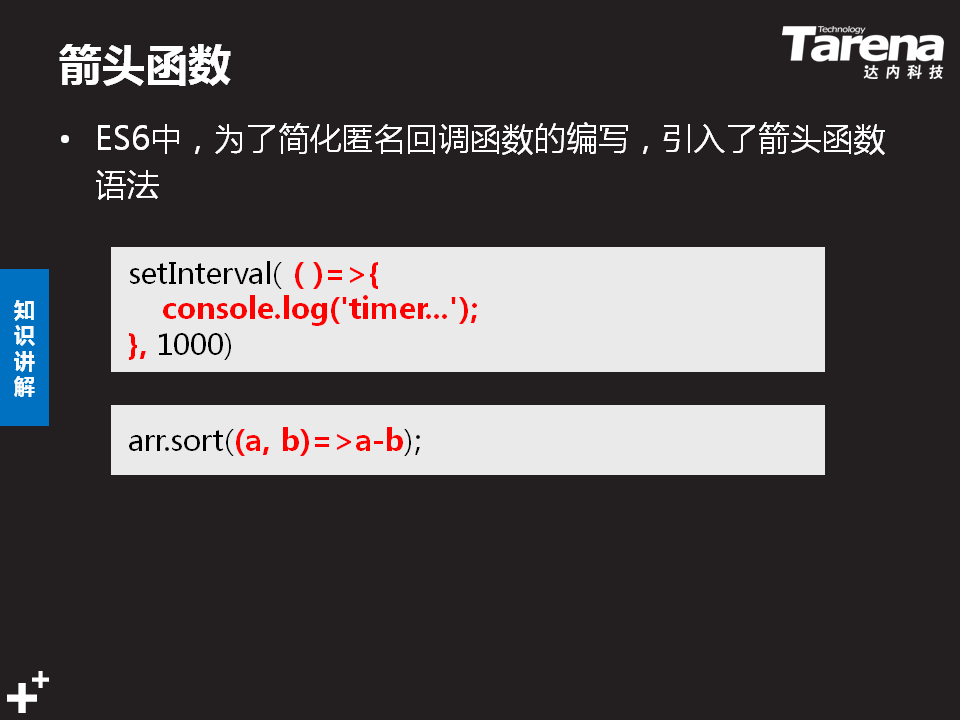 箭头函数
Technology
Tarena
达内科技
• ES6中，为了简化匿名回调函数的编写，引入了箭头函数
语法
setInterval( ( )=>{
console.log('timer...');
}, 1000)
知识讲解
arr.sort((a, b)=>a-b);